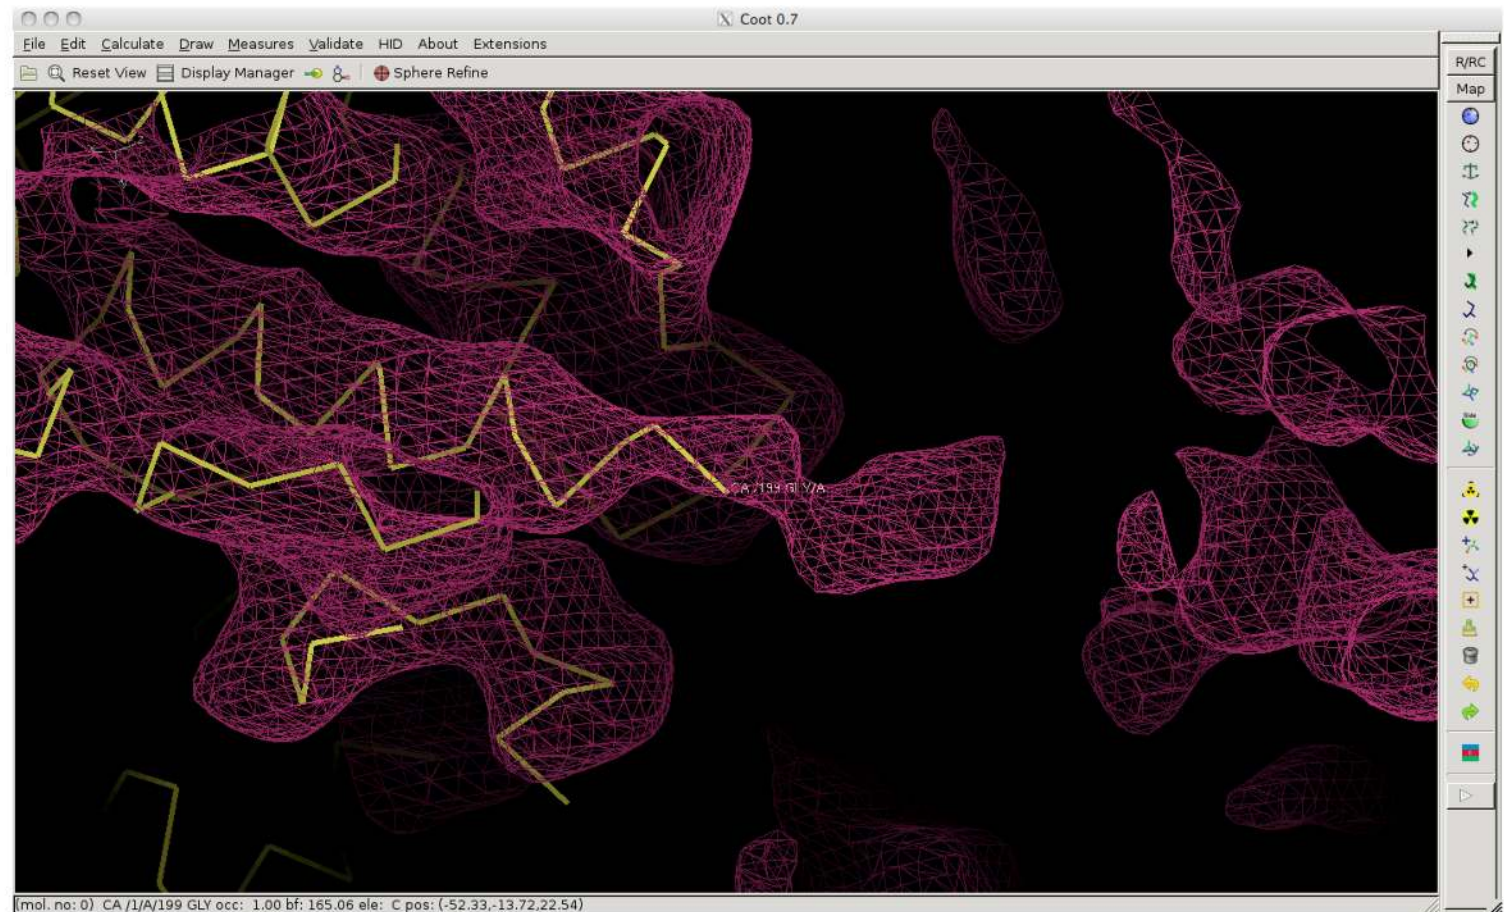 Coot 0.7
File Edit Calculate Draw Measures Validate HID About Extensions
Reset View Display Manager Sphere Refine
R/RC
Map
Side
CA /199 GLY/A
(mol. no: 0) CA /1/A/199 GLY occ: 1.00 bf: 165.06 ele: C pos: (-52.33,-13.72,22.54)